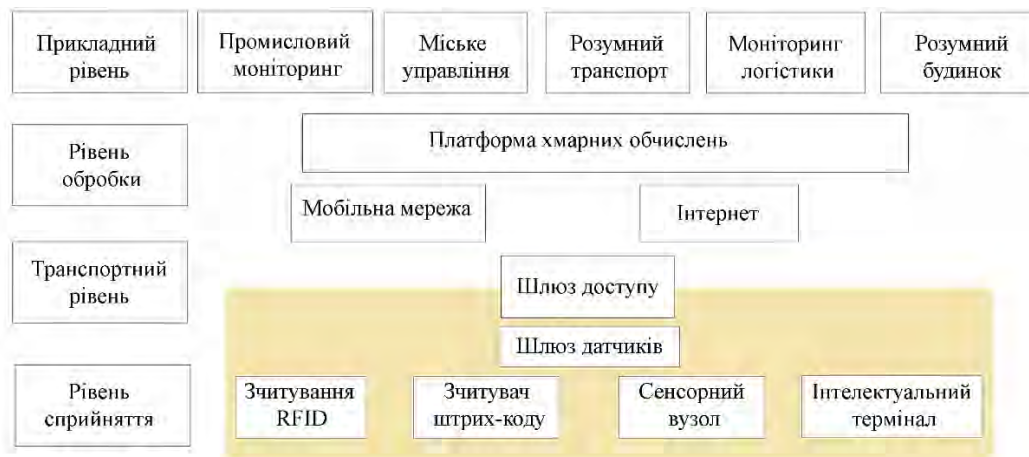 Прикладний
рівень
Промисловий
моніторинг
Міське
управління
Розумний
транспорт
Моніторинг
логістики
Розумний
будинок
Рівень
обробки
Платформа хмарних обчислень
Мобільна мережа
Інтернет
Транспортний
рівень
Шлюз доступу
Шлюз датчиків
Рівень
сприйняття
Зчитування
RFID
Зчитувач
штрих-коду
Сенсорний
вузол
Інтелектуальний
термінал